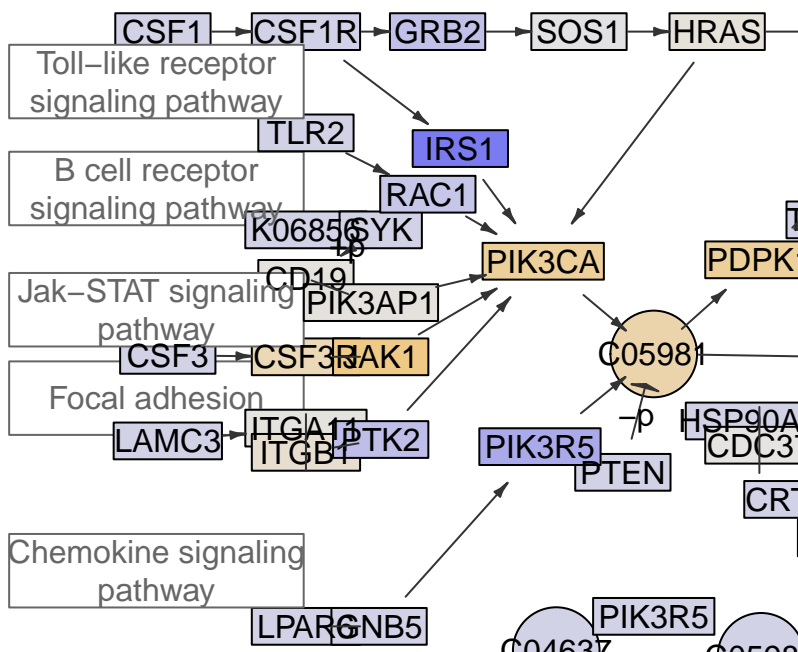 CSF1
CSF1R
GRB2
SOS1
HRAS
Toll–like receptor
signaling pathway
TLR2
IRS1
B cell receptor
signaling pathway
RAC1
K06856
SYK
+p
CD19
PIK3CA
PDPK1
Jak–STAT signaling
pathway
PIK3AP1
CSF3
CSF3R
JAK1
C05981
Focal adhesion
LAMC3
ITGA11
ITGB1
PTK2
–p
HSP90A
PIK3R5
CDC37
PTEN
CRT
Chemokine signaling
pathway
LPAR6
GNB5
PIK3R5
C04637
C0598